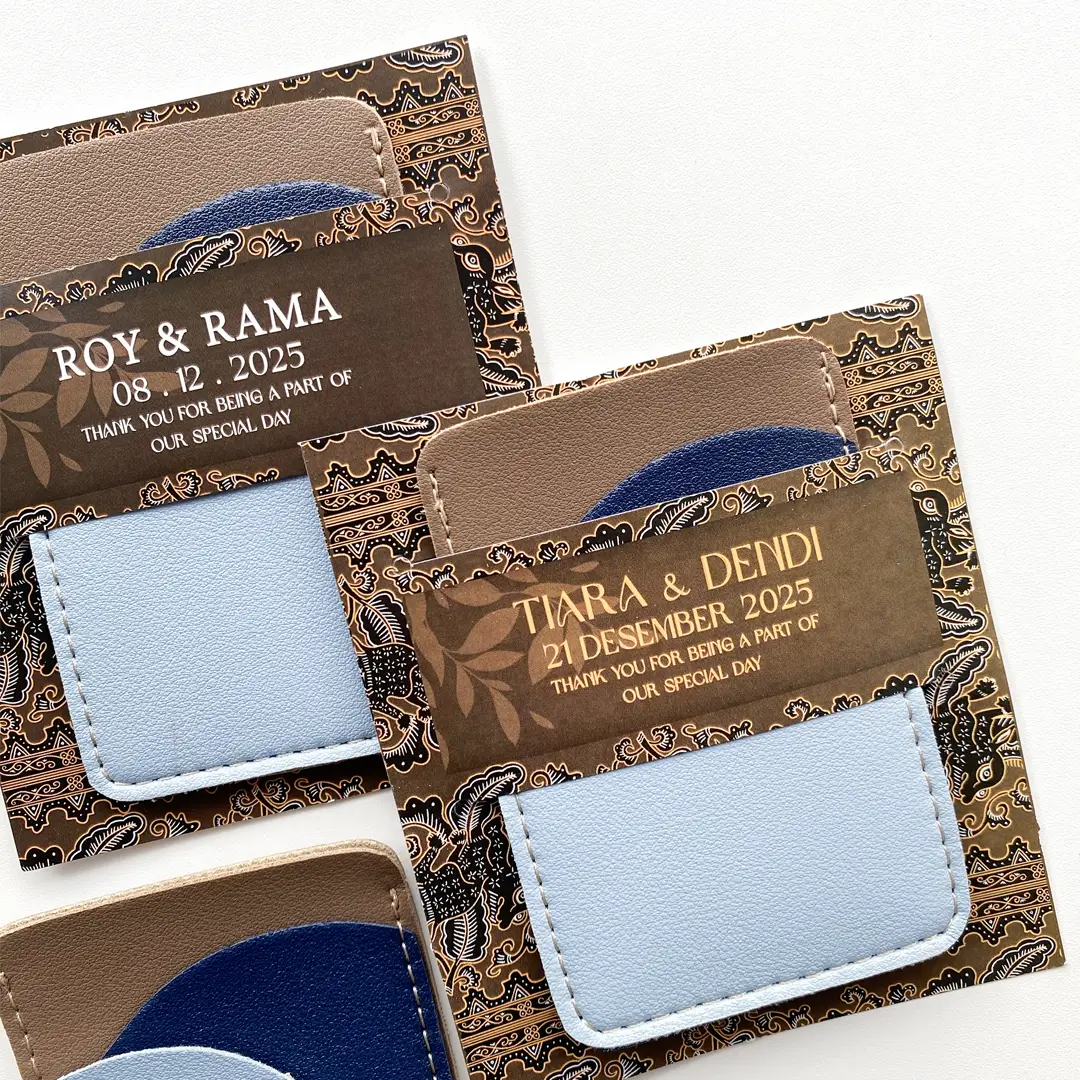 ROY & RAMA
08 . 12 . 2025
THANK YOU FOR BEING A PART OF
OUR SPECIAL DAY
TIARA & DENDI
21 DESEMBER 2025
THANK YOU FOR BEING A PART OF
OUR SPECIAL DAY